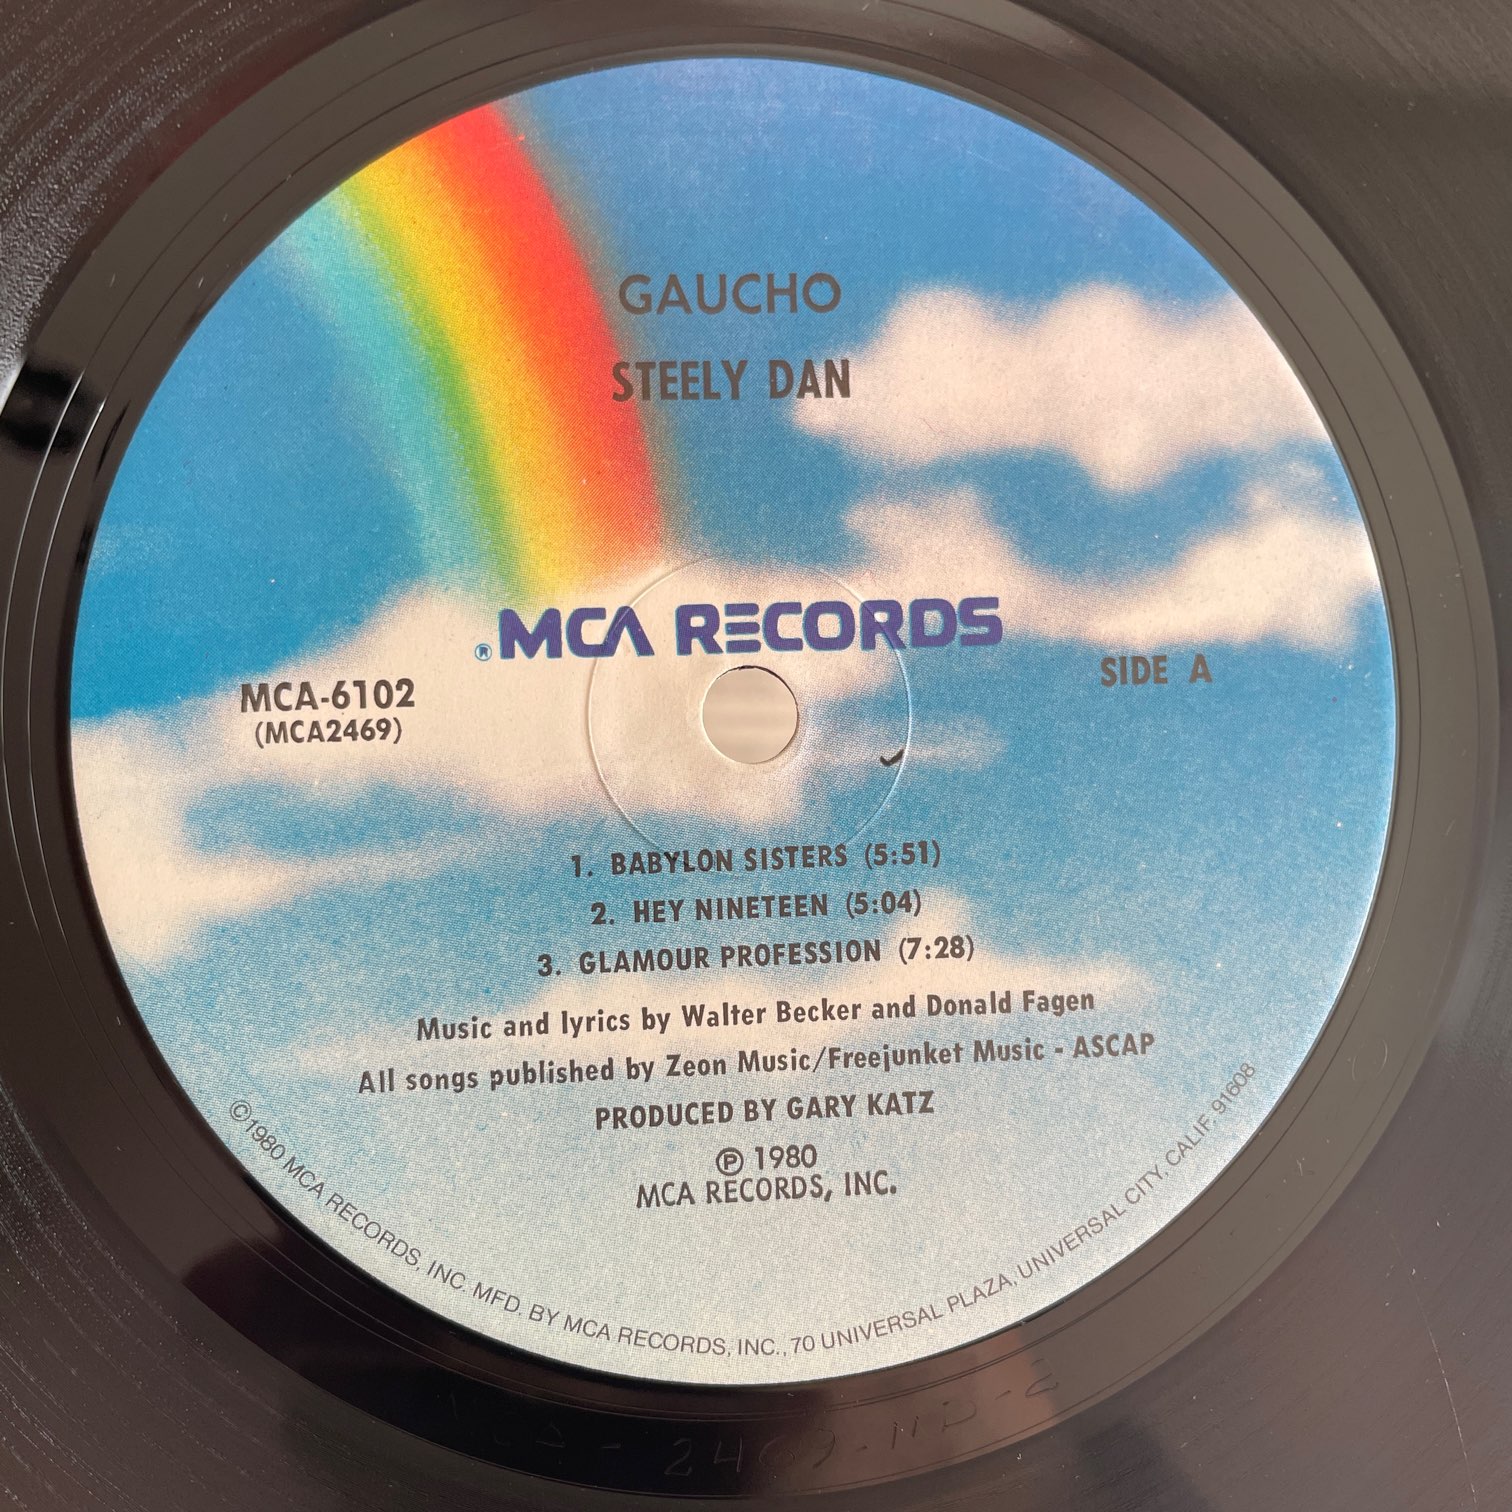 GAUCHO
STEELY DAN
® MCA RECORDS
MCA-6102
(MCA2469)
SIDE A
1. BABYLON SISTERS (5:51)
2. HEY NINETEEN (5:04)
3. GLAMOUR PROFESSION (7:28)
Music and lyrics by Walter Becker and Donald Fagen
All songs published by Zeon Music/Freejunket Music - ASCAP
PRODUCED BY GARY KATZ
℗ 1980
MCA RECORDS, INC.
©1980 MCA RECORDS, INC. MFD. BY MCA RECORDS, INC., 70 UNIVERSAL PLAZA, UNIVERSAL CITY, CALIF. 91608
2469